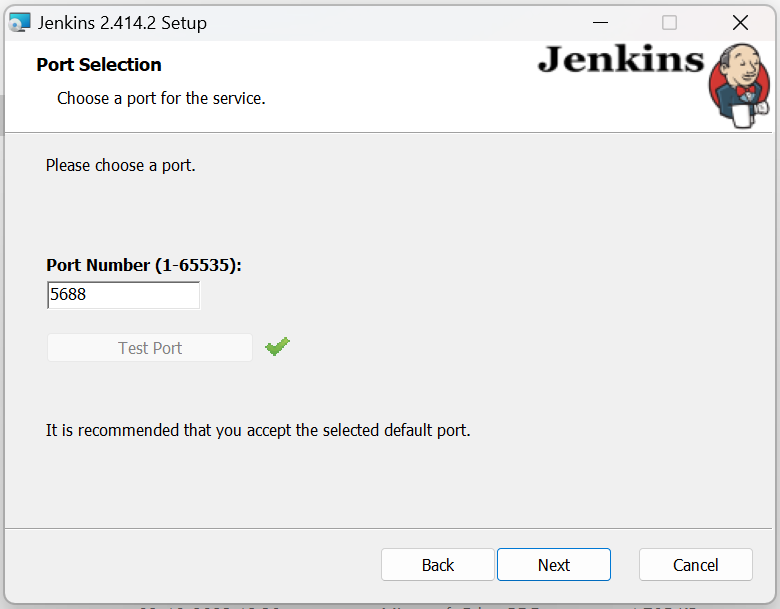 Jenkins 2.414.2 Setup
Port Selection
Jenkins
Choose a port for the service.
Please choose a port.
Port Number (1-65535):
5688
Test Port
It is recommended that you accept the selected default port.
Back
Next
Cancel